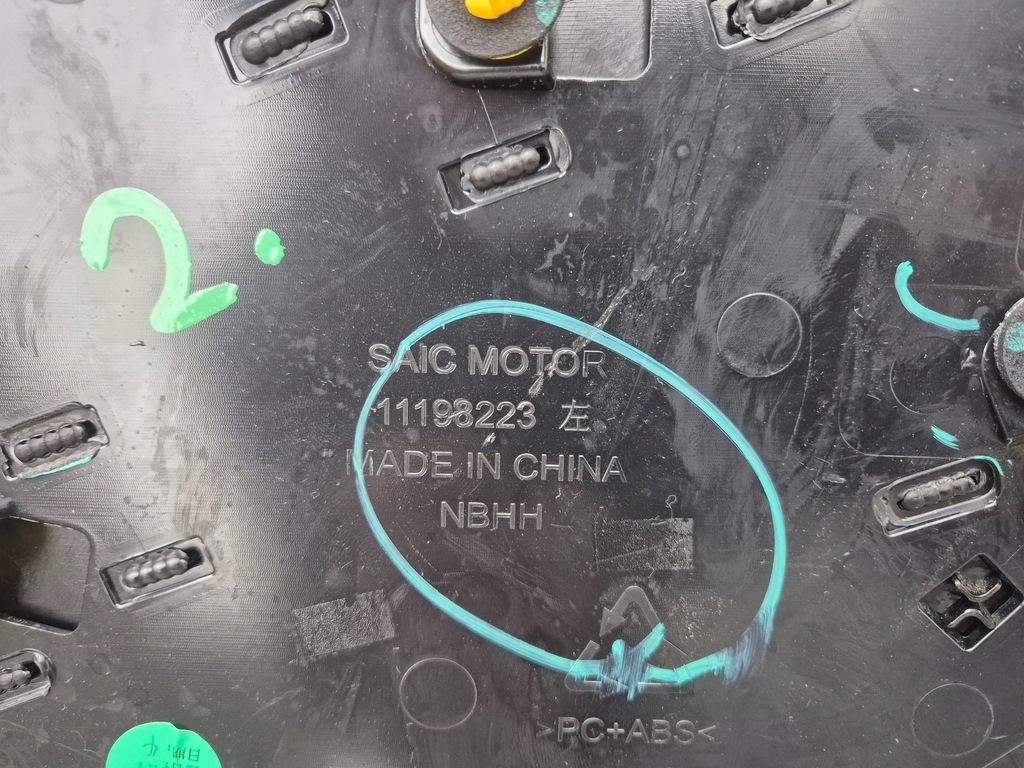 2.
SAIC MOTOR
11198223 左
MADE IN CHINA
NBHH
>PC+ABS<